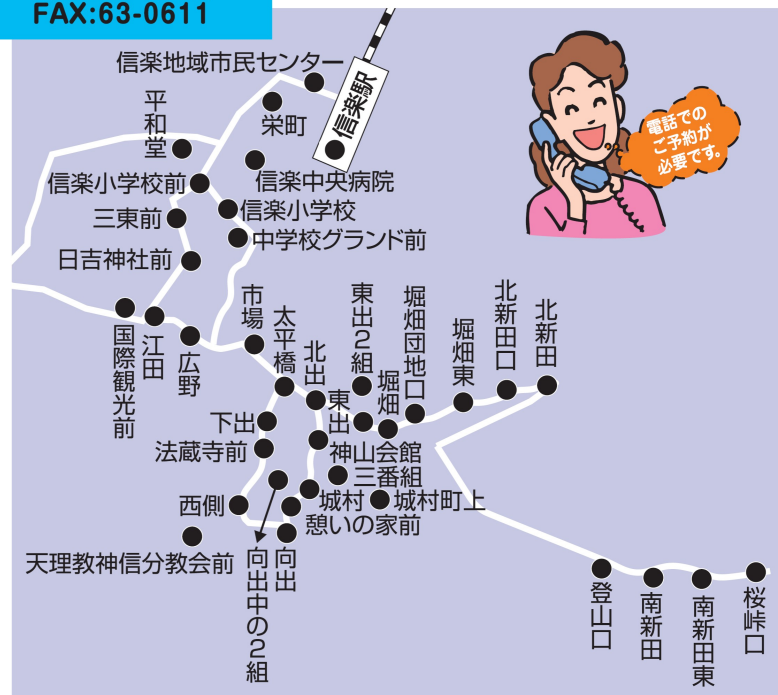 FAX:63-0611
信楽地域市民センター
信楽駅
栄町
平和堂
信楽中央病院
信楽小学校前
信楽小学校
三東前
中学校グランド前
日吉神社前
電話での
ご予約が
必要です。
国際観光前
江田
広野
市場
太平橋
北出
東出2組
東出
堀畑
堀畑団地口
堀畑東
北新田口
北新田
下出
法蔵寺前
神山会館
三番組
西側
城村
城村町上
憩いの家前
天理教神信分教会前
向出中の2組
向出
登山口
南新田
南新田東
桜峠口